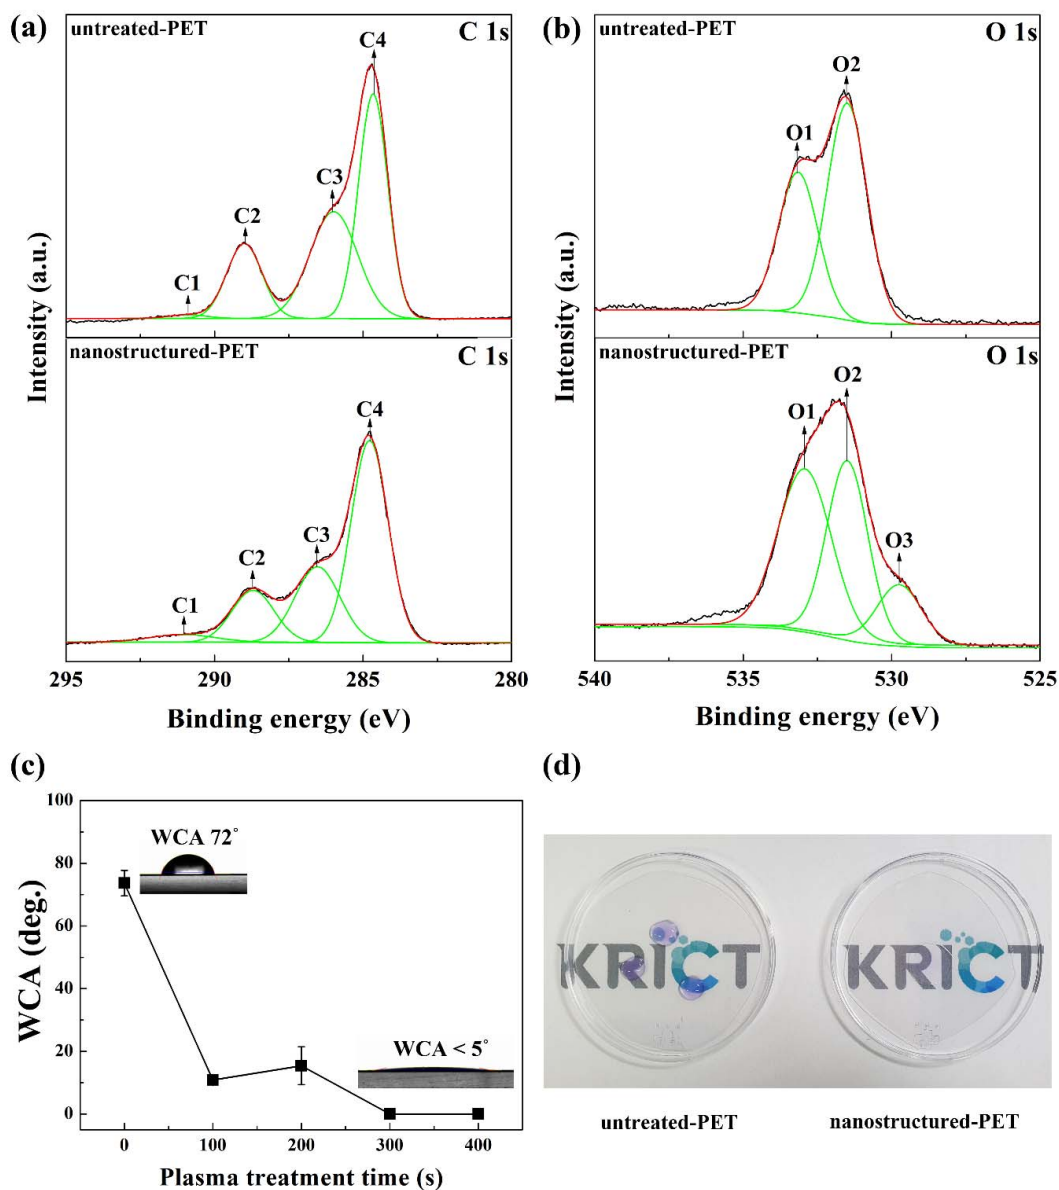 (a)
untreated-PET
C 1s
C4
C3
C2
C1
nanostructured-PET
C 1s
C4
C3
C2
C1
Intensity (a.u.)
295 290 285 280
Binding energy (eV)
(b)
untreated-PET
O 1s
O2
O1
nanostructured-PET
O 1s
O2
O1
O3
Intensity (a.u.)
540 535 530 525
Binding energy (eV)
(c)
100
80
60
40
20
0
WCA (deg.)
WCA 72°
WCA < 5°
0 100 200 300 400
Plasma treatment time (s)
(d)
KRICT
KRICT
untreated-PET
nanostructured-PET